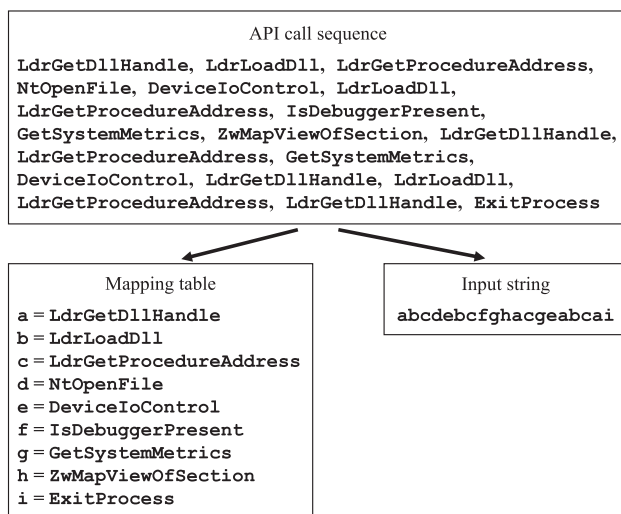 API call sequence
LdrGetDllHandle, LdrLoadDll, LdrGetProcedureAddress,
NtOpenFile, DeviceIoControl, LdrLoadDll,
LdrGetProcedureAddress, IsDebuggerPresent,
GetSystemMetrics, ZwMapViewOfSection, LdrGetDllHandle,
LdrGetProcedureAddress, GetSystemMetrics,
DeviceIoControl, LdrGetDllHandle, LdrLoadDll,
LdrGetProcedureAddress, LdrGetDllHandle, ExitProcess
Mapping table
a = LdrGetDllHandle
b = LdrLoadDll
c = LdrGetProcedureAddress
d = NtOpenFile
e = DeviceIoControl
f = IsDebuggerPresent
g = GetSystemMetrics
h = ZwMapViewOfSection
i = ExitProcess
Input string
abcdebcfghacgeabcai